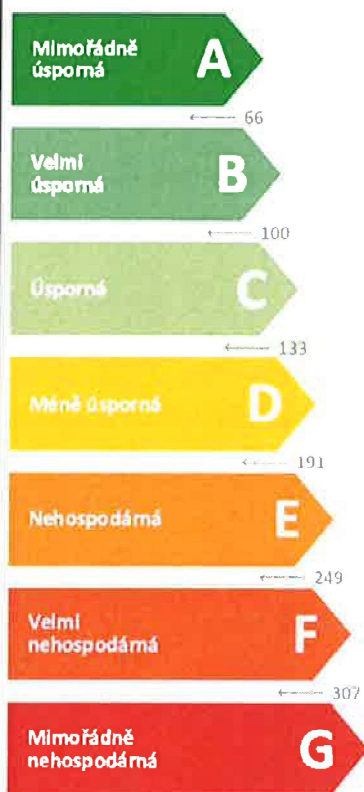 Mimořádně
úsporná
A
← 66
Velmi
úsporná
B
← 100
Úsporná
C
← 133
Méně úsporná
D
← 191
Nehospodárná
E
← 249
Velmi
nehospodárná
F
← 307
Mimořádně
nehospodárná
G